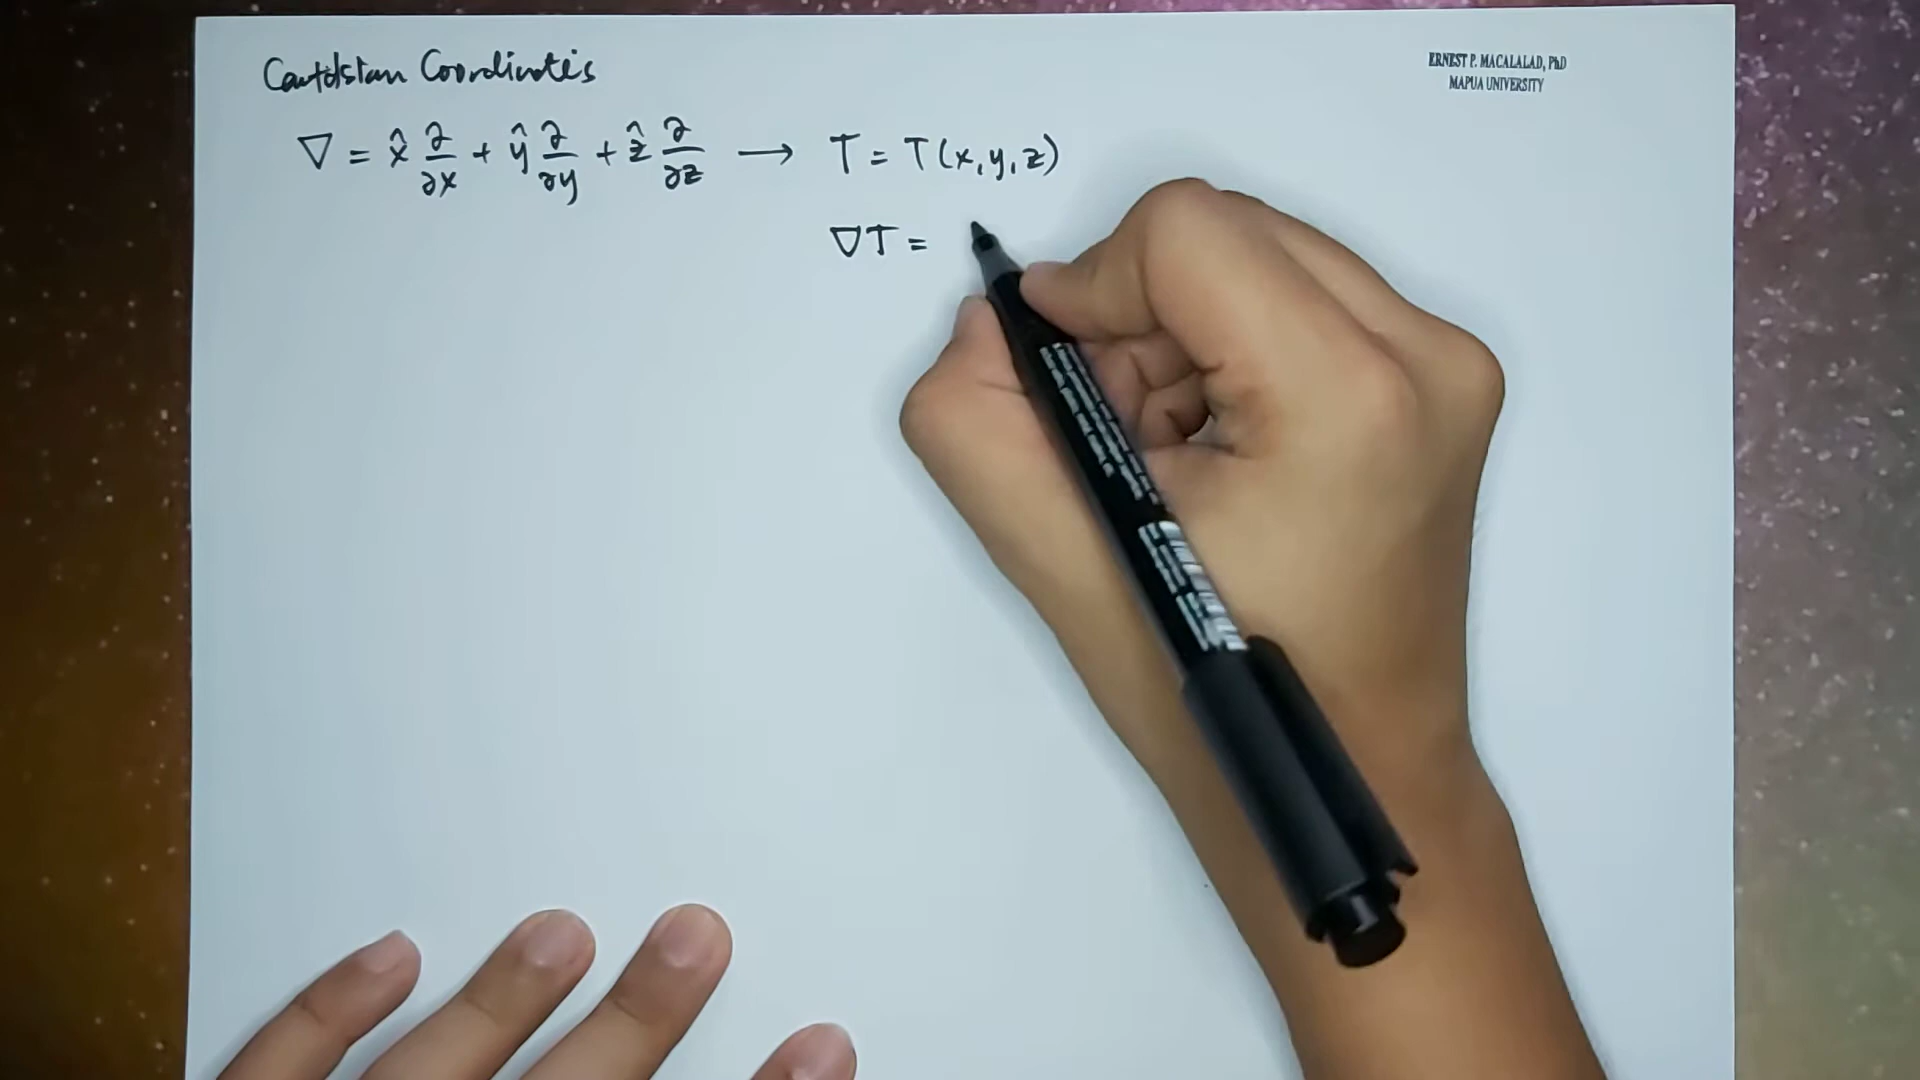 Cartesian Coordinates
ERNEST P. MACALALAD, PhD
MAPUA UNIVERSITY
∇ = x̂ ∂/∂x + ŷ ∂/∂y + ẑ ∂/∂z → T = T(x,y,z)
∇T =